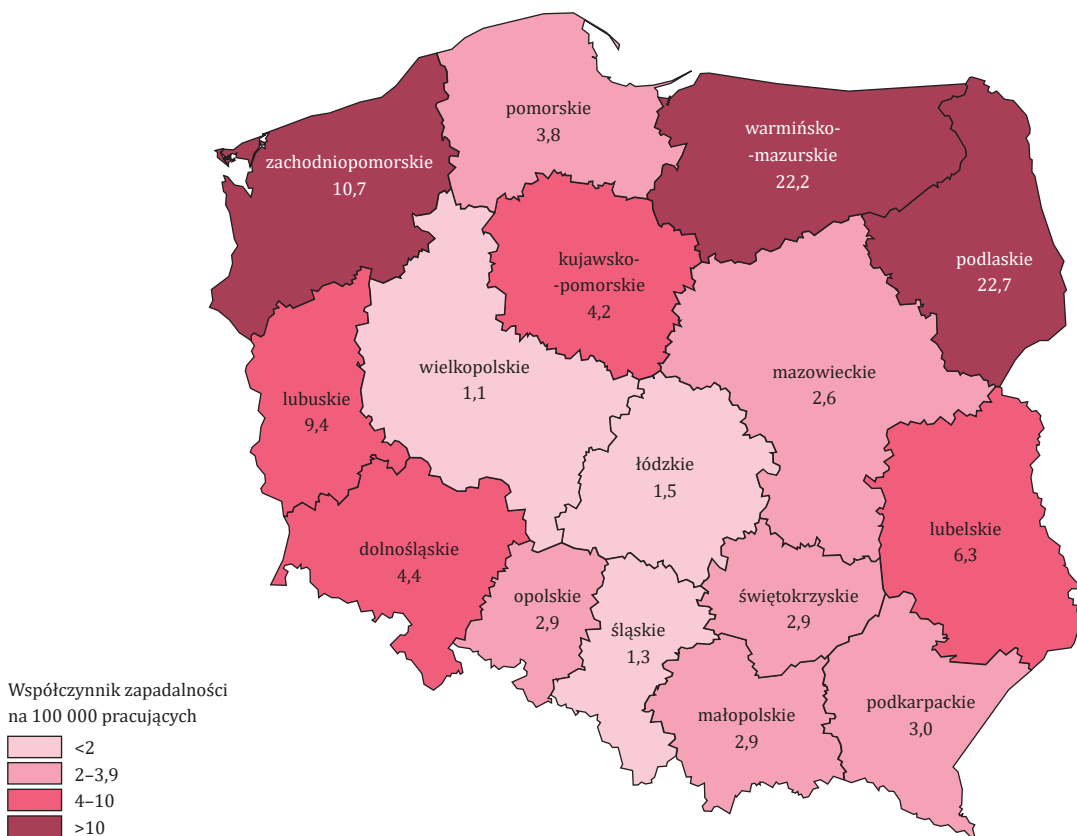 pomorskie
3,8
warmińsko-
-mazurskie
22,2
zachodniopomorskie
10,7
podlaskie
22,7
kujawsko-
-pomorskie
4,2
wielkopolskie
1,1
mazowieckie
2,6
lubuskie
9,4
łódzkie
1,5
lubelskie
6,3
dolnośląskie
4,4
opolskie
2,9
świętokrzyskie
2,9
śląskie
1,3
podkarpackie
3,0
małopolskie
2,9
Współczynnik zapadalności
na 100 000 pracujących
<2
2–3,9
4–10
>10